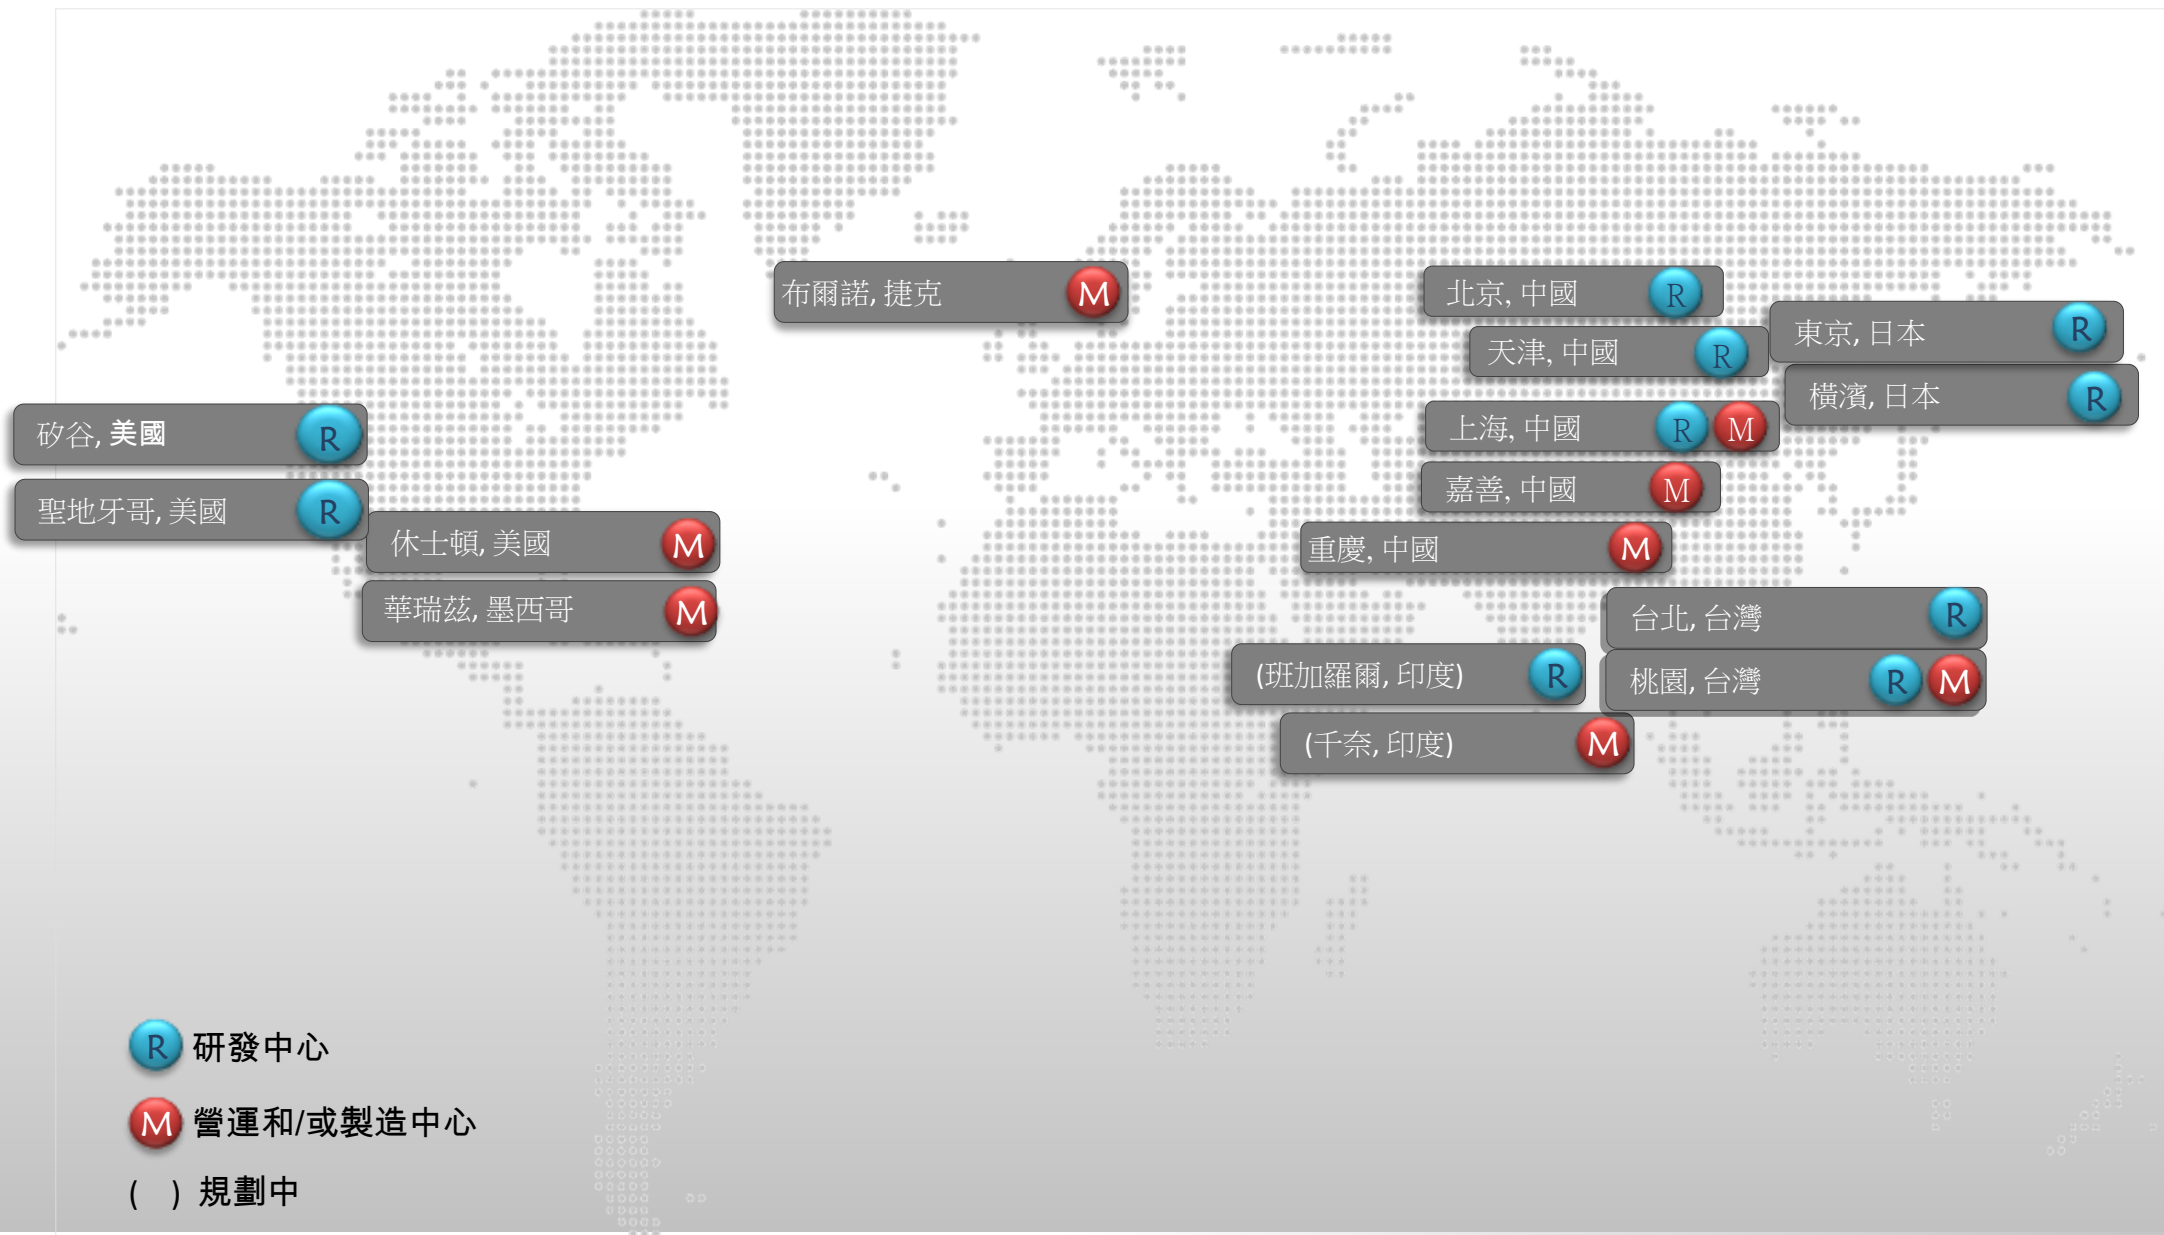 布爾諾, 捷克 M
北京, 中國 R
天津, 中國 R
東京, 日本 R
橫濱, 日本 R
矽谷, 美國 R
上海, 中國 R M
聖地牙哥, 美國 R
嘉善, 中國 M
休士頓, 美國 M
重慶, 中國 M
華瑞茲, 墨西哥 M
台北, 台灣 R
(班加羅爾, 印度) R
桃園, 台灣 R M
(千奈, 印度) M
R 研發中心
M 營運和/或製造中心
( ) 規劃中